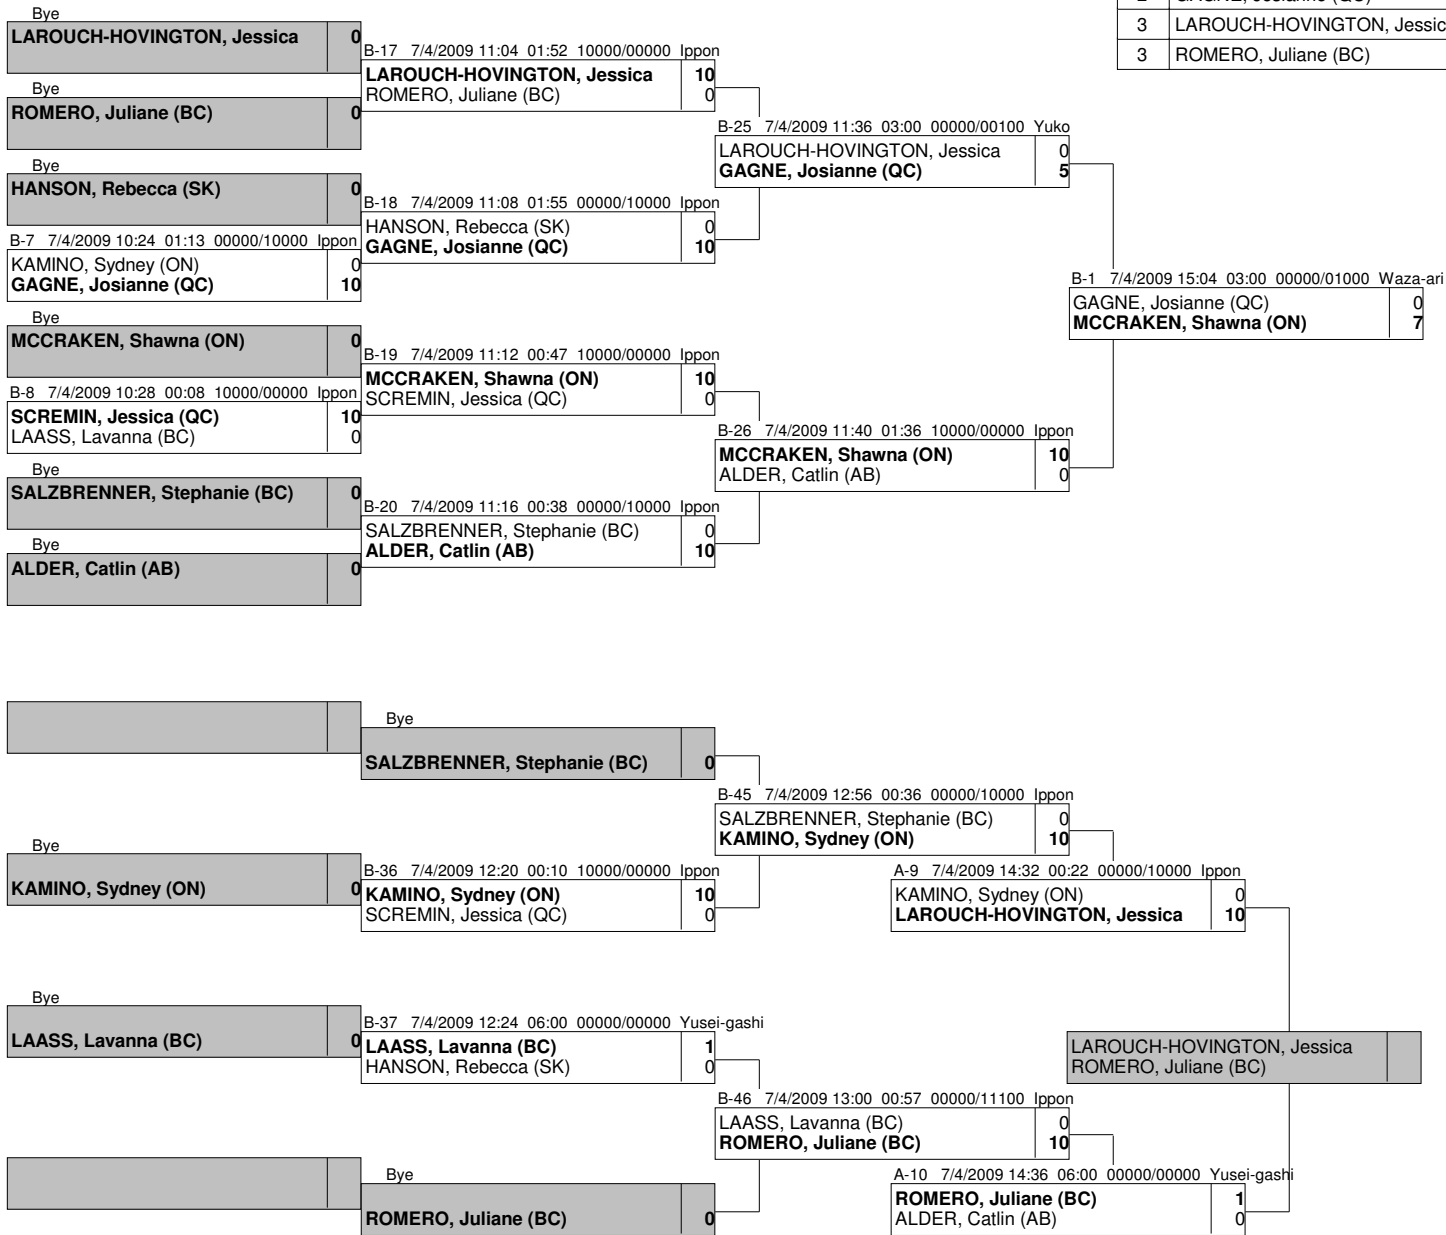 Bye
LAROUCH-HOVINGTON, Jessica 0
Bye
ROMERO, Juliane (BC) 0
Bye
HANSON, Rebecca (SK) 0
B-7 7/4/2009 10:24 01:13 00000/10000 Ippon
KAMINO, Sydney (ON) 0
GAGNE, Josianne (QC) 10
Bye
MCCRAKEN, Shawna (ON) 0
B-8 7/4/2009 10:28 00:08 10000/00000 Ippon
SCREMIN, Jessica (QC) 10
LAASS, Lavanna (BC) 0
Bye
SALZBRENNER, Stephanie (BC) 0
Bye
ALDER, Catlin (AB) 0
B-17 7/4/2009 11:04 01:52 10000/00000 Ippon
LAROUCH-HOVINGTON, Jessica 10
ROMERO, Juliane (BC) 0
B-18 7/4/2009 11:08 01:55 00000/10000 Ippon
HANSON, Rebecca (SK) 0
GAGNE, Josianne (QC) 10
B-19 7/4/2009 11:12 00:47 10000/00000 Ippon
MCCRAKEN, Shawna (ON) 10
SCREMIN, Jessica (QC) 0
B-20 7/4/2009 11:16 00:38 00000/10000 Ippon
SALZBRENNER, Stephanie (BC) 0
ALDER, Catlin (AB) 10
B-25 7/4/2009 11:36 03:00 00000/00100 Yuko
LAROUCH-HOVINGTON, Jessica 0
GAGNE, Josianne (QC) 5
B-26 7/4/2009 11:40 01:36 10000/00000 Ippon
MCCRAKEN, Shawna (ON) 10
ALDER, Catlin (AB) 0
3 LAROUCH-HOVINGTON, Jessic
3 ROMERO, Juliane (BC)
B-1 7/4/2009 15:04 03:00 00000/01000 Waza-ari
GAGNE, Josianne (QC) 0
MCCRAKEN, Shawna (ON) 7
Bye
SALZBRENNER, Stephanie (BC) 0
Bye
KAMINO, Sydney (ON) 0
B-36 7/4/2009 12:20 00:10 10000/00000 Ippon
KAMINO, Sydney (ON) 10
SCREMIN, Jessica (QC) 0
B-45 7/4/2009 12:56 00:36 00000/10000 Ippon
SALZBRENNER, Stephanie (BC) 0
KAMINO, Sydney (ON) 10
A-9 7/4/2009 14:32 00:22 00000/10000 Ippon
KAMINO, Sydney (ON) 0
LAROUCH-HOVINGTON, Jessica 10
Bye
LAASS, Lavanna (BC) 0
B-37 7/4/2009 12:24 06:00 00000/00000 Yusei-gashi
LAASS, Lavanna (BC) 1
HANSON, Rebecca (SK) 0
LAROUCH-HOVINGTON, Jessica
ROMERO, Juliane (BC)
B-46 7/4/2009 13:00 00:57 00000/11100 Ippon
LAASS, Lavanna (BC) 0
ROMERO, Juliane (BC) 10
Bye
ROMERO, Juliane (BC) 0
A-10 7/4/2009 14:36 06:00 00000/00000 Yusei-gashi
ROMERO, Juliane (BC) 1
ALDER, Catlin (AB) 0